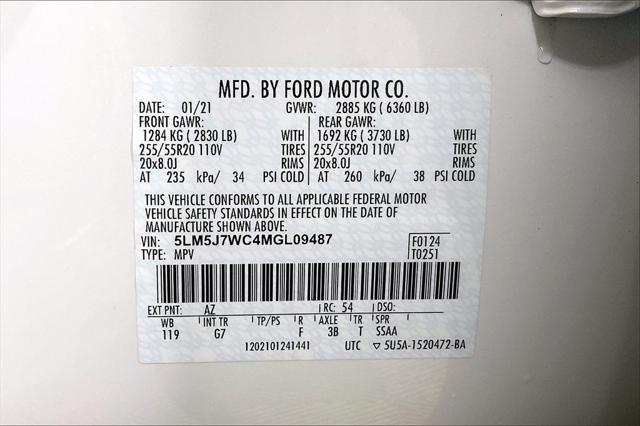 MFD. BY FORD MOTOR CO.
DATE: 01/21 GVWR: 2885 KG ( 6360 LB)
FRONT GAWR: REAR GAWR:
1284 KG ( 2830 LB) WITH 1692 KG ( 3730 LB) WITH
255/55R20 110V TIRES 255/55R20 110V TIRES
20x8.0J RIMS 20x8.0J RIMS
AT 235 kPa/ 34 PSI COLD AT 260 kPa/ 38 PSI COLD
THIS VEHICLE CONFORMS TO ALL APPLICABLE FEDERAL MOTOR
VEHICLE SAFETY STANDARDS IN EFFECT ON THE DATE OF
MANUFACTURE SHOWN ABOVE.
VIN: 5LM5J7WC4MGL09487 F0124
TYPE: MPV T0251
EXT PNT: AZ RC: 54 DSO:
WB INT TR TP/PS R AXLE TR SPR
119 G7 F 3B T SSAA
1202101241441 UTC ▽ 5U5A-1520472-BA